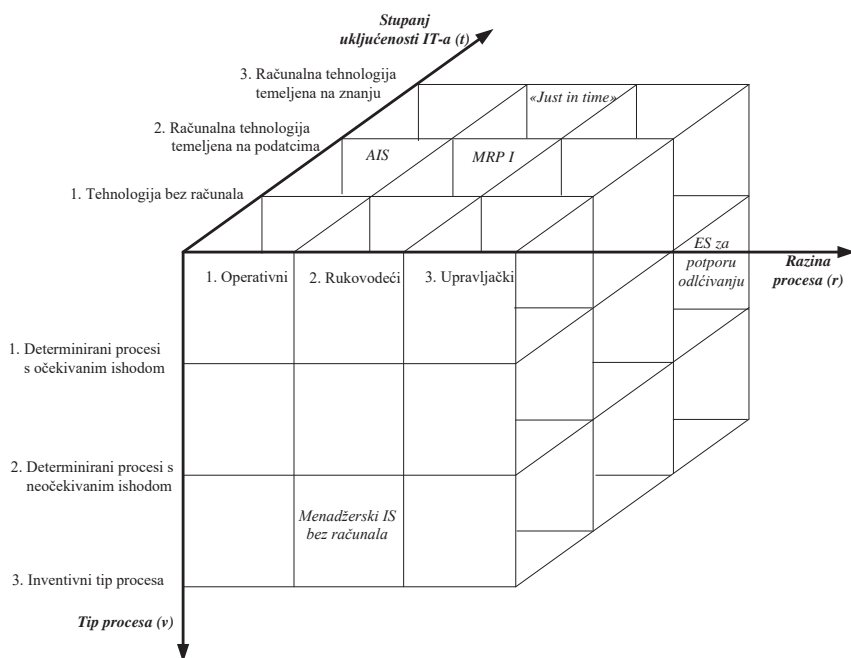 Stupanj
uključenosti IT-a (t)
3. Računalna tehnologija
temeljena na znanju
«Just in time»
2. Računalna tehnologija
temeljena na podatcima
AIS
MRP I
1. Tehnologija bez računala
ES za
potporu
odlćivanju
Razina
procesa (r)
1. Operativni
2. Rukovodeći
3. Upravljački
1. Determinirani procesi
s očekivanim ishodom
2. Determinirani procesi s
neočekivanim ishodom
Menadžerski IS
bez računala
3. Inventivni tip procesa
Tip procesa (v)